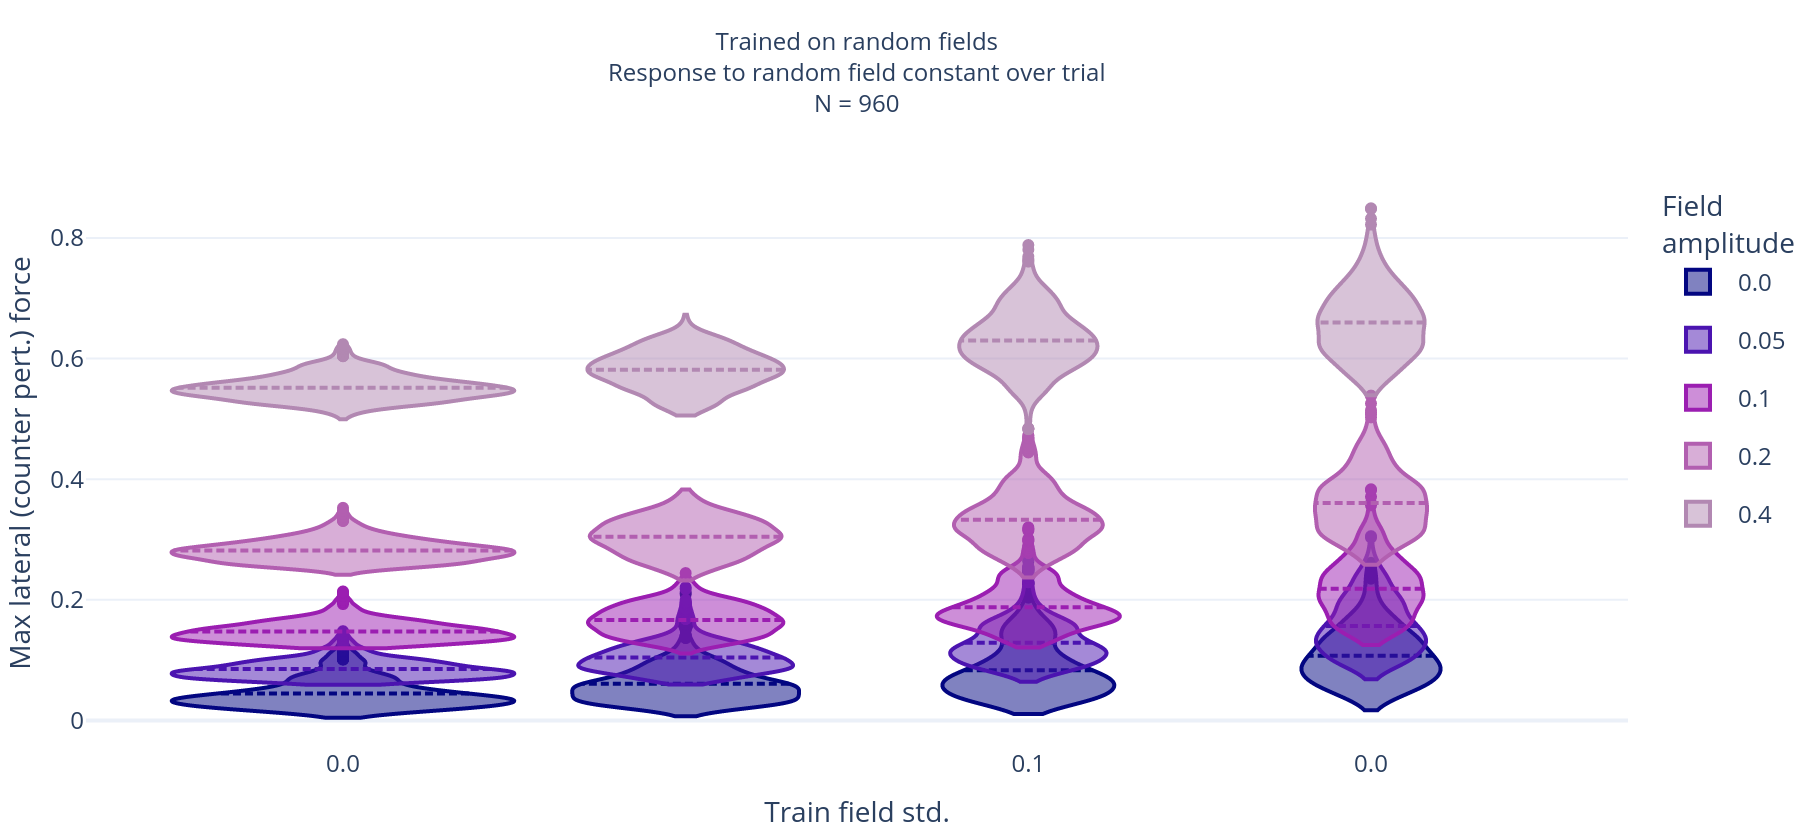 Trained on random fields
Response to random field constant over trial
N = 960
Max lateral (counter pert.) force
0.8
0.6
0.4
0.2
0
0.0
0.1
0.0
Train field std.
Field
amplitude
0.0
0.05
0.1
0.2
0.4